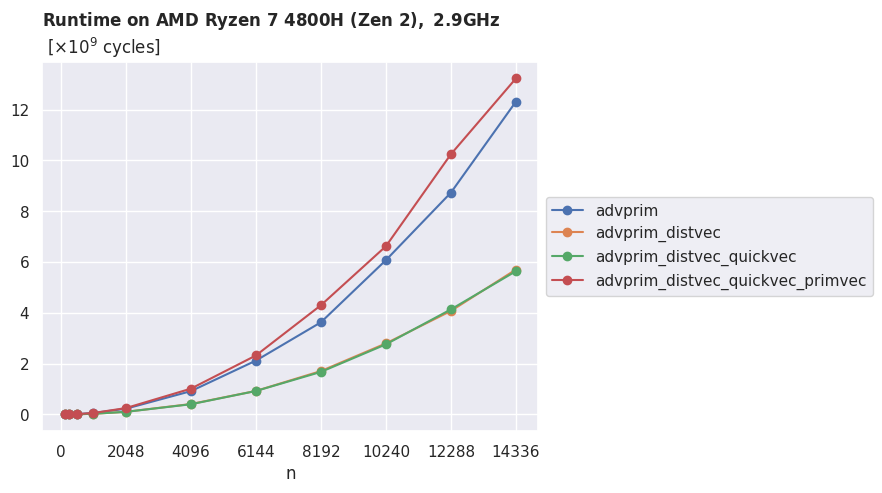 Runtime on AMD Ryzen 7 4800H (Zen 2), 2.9GHz
[×10⁹ cycles]
12
10
8
6
4
2
0
0 2048 4096 6144 8192 10240 12288 14336
n
advprim
advprim_distvec
advprim_distvec_quickvec
advprim_distvec_quickvec_primvec